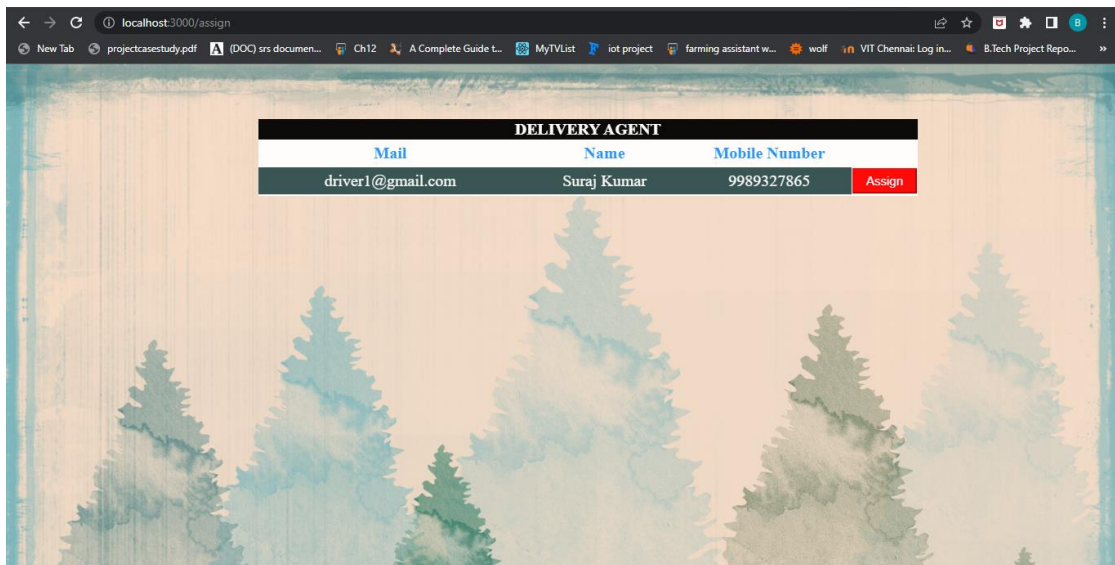 localhost:3000/assign
B
New Tab projectcasestudy.pdf A (DOC) srs documen... Ch12 A Complete Guide t... MyTVList iot project farming assistant w... wolf VIT Chennai: Log in... B.Tech Project Repo... »
DELIVERY AGENT
Mail Name Mobile Number
driver1@gmail.com Suraj Kumar 9989327865 Assign